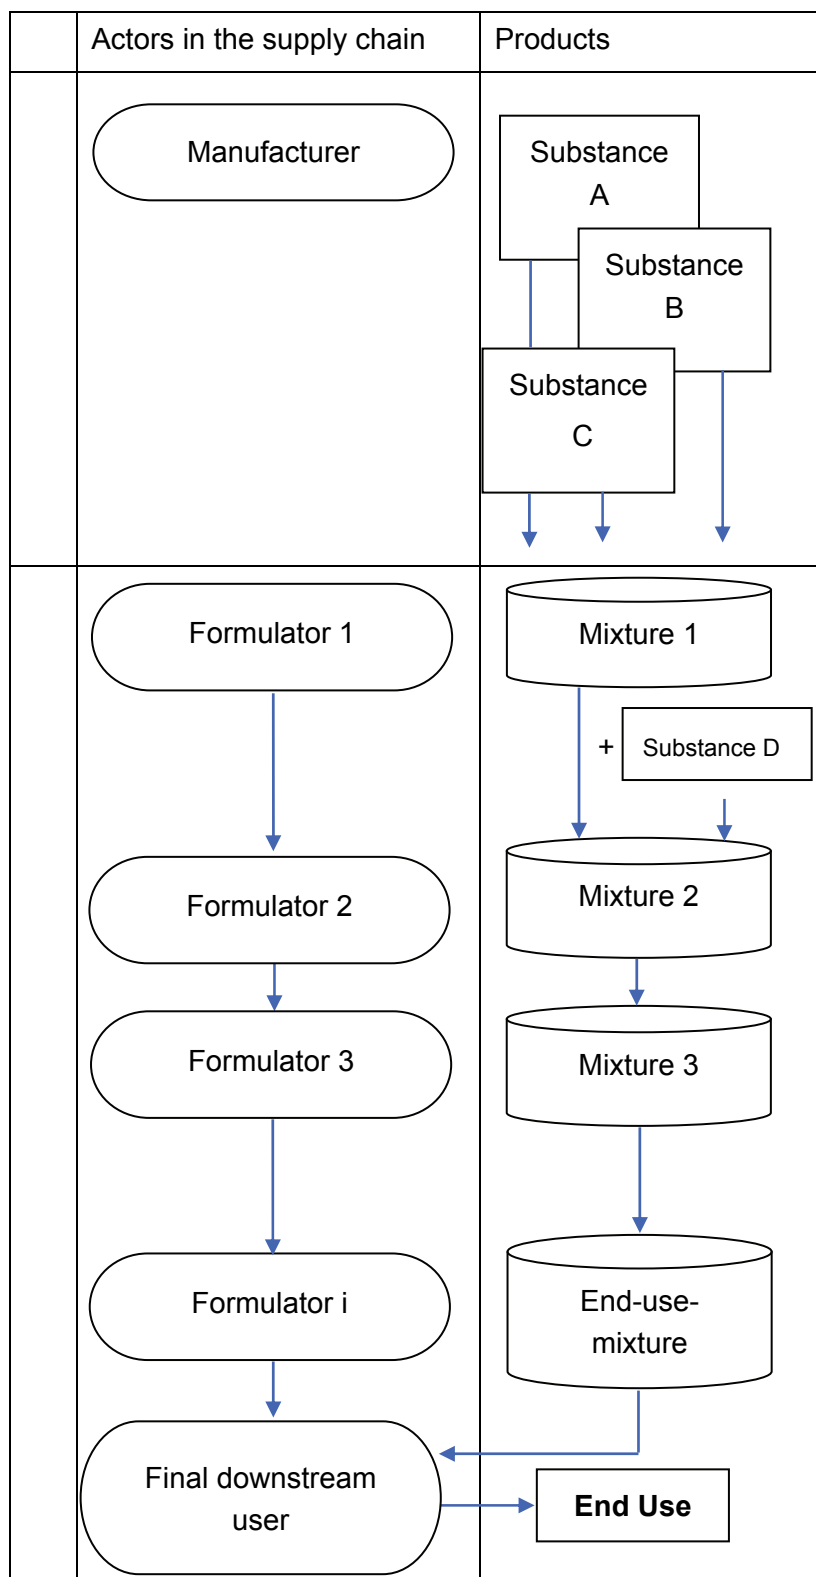 Actors in the supply chain
Products
Manufacturer
Substance
A
Substance
B
Substance
C
Formulator 1
Mixture 1
+
Substance D
Formulator 2
Mixture 2
Formulator 3
Mixture 3
Formulator i
End-use-
mixture
Final downstream
user
End Use